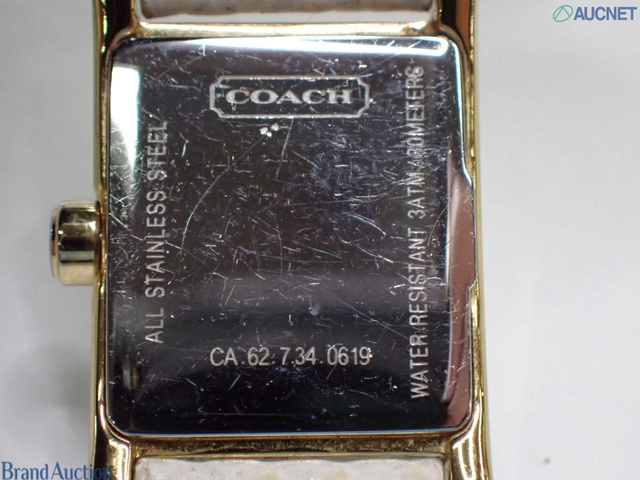 AUCNET
COACH
ALL STAINLESS STEEL
WATER RESISTANT 3ATM/30METERS
CA.62.7.34.0619
Brand Auction